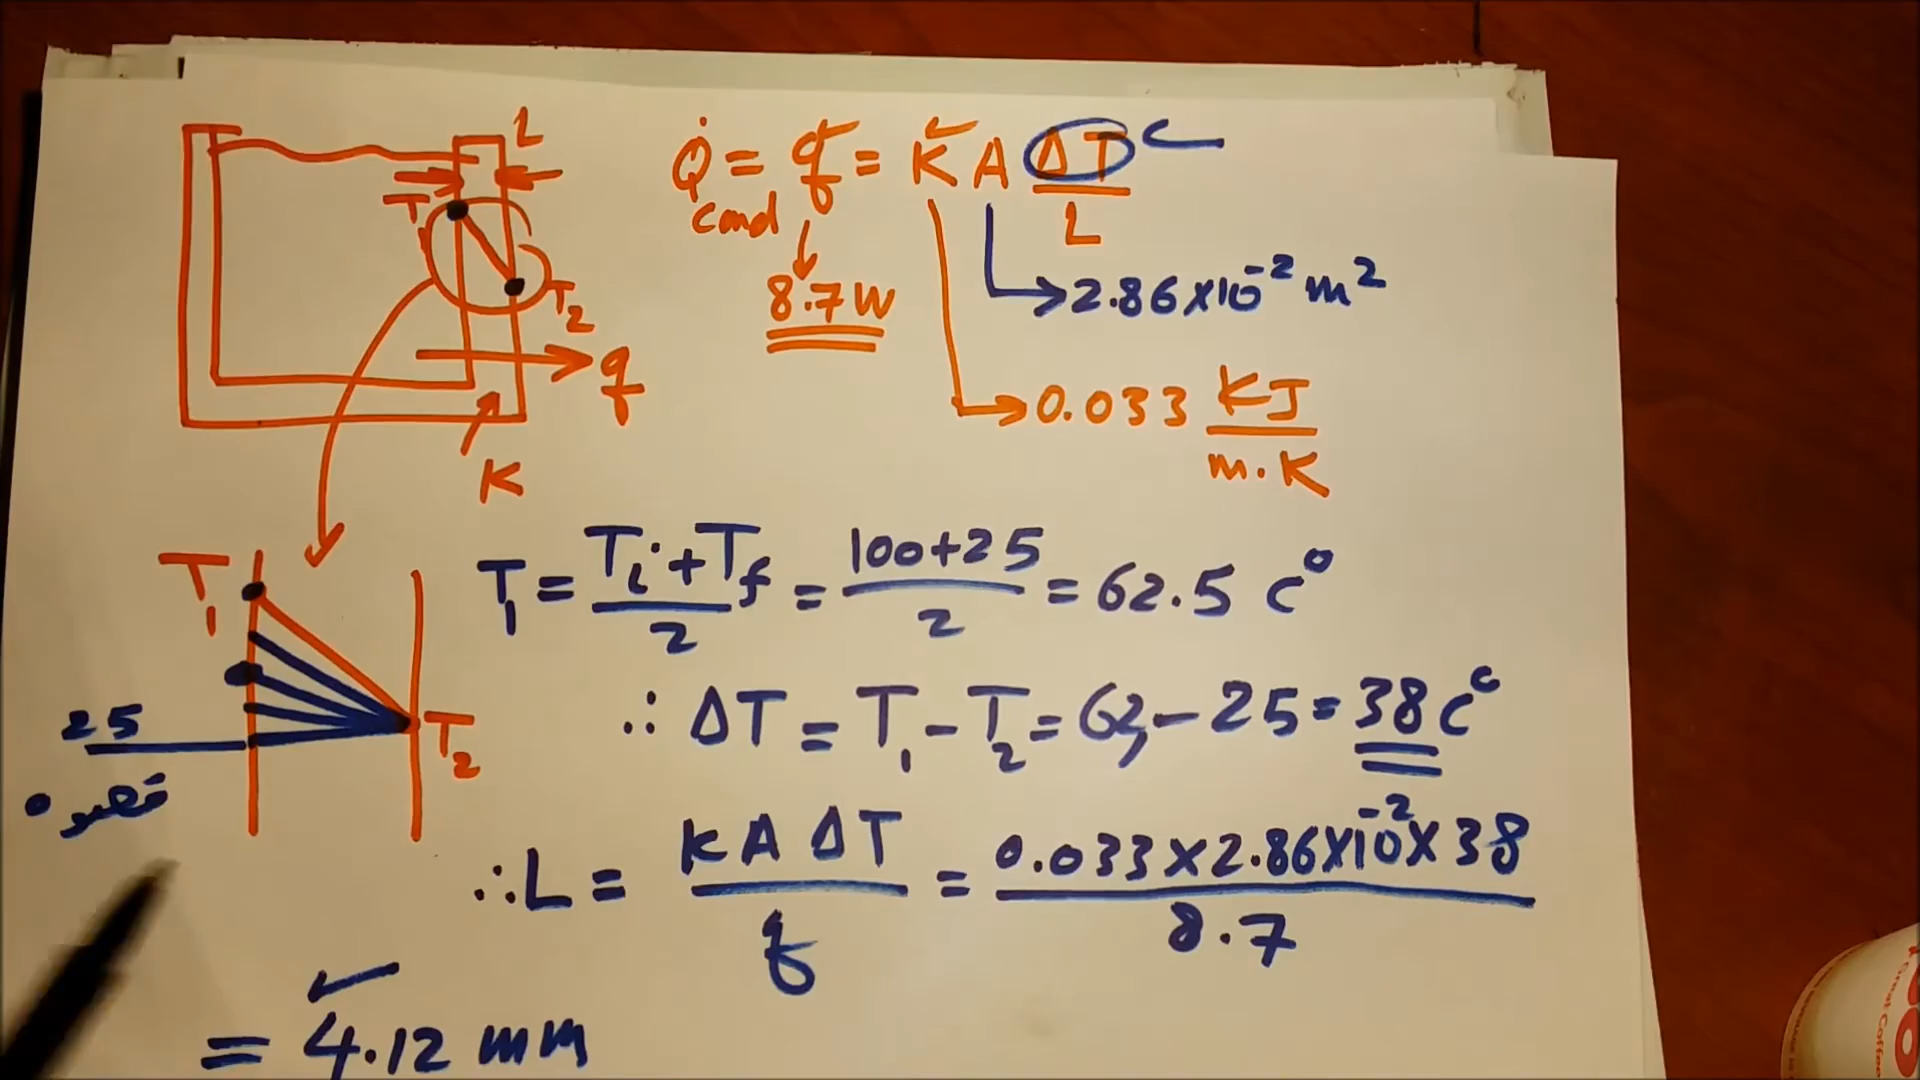 L
T₁
T₂
q
K
Q̇cond = q = K A ΔT/L
8.7 W
2.86×10⁻² m²
0.033 KJ/m.K
T₁
T₂
25
T₁ = Ti+Tf/2 = 100+25/2 = 62.5 C°
∴ ΔT = T₁ - T₂ = 62, - 25 = 38 C°
∴ L = K A ΔT/q = 0.033×2.86×10⁻²×38/8.7
= 4.12 mm